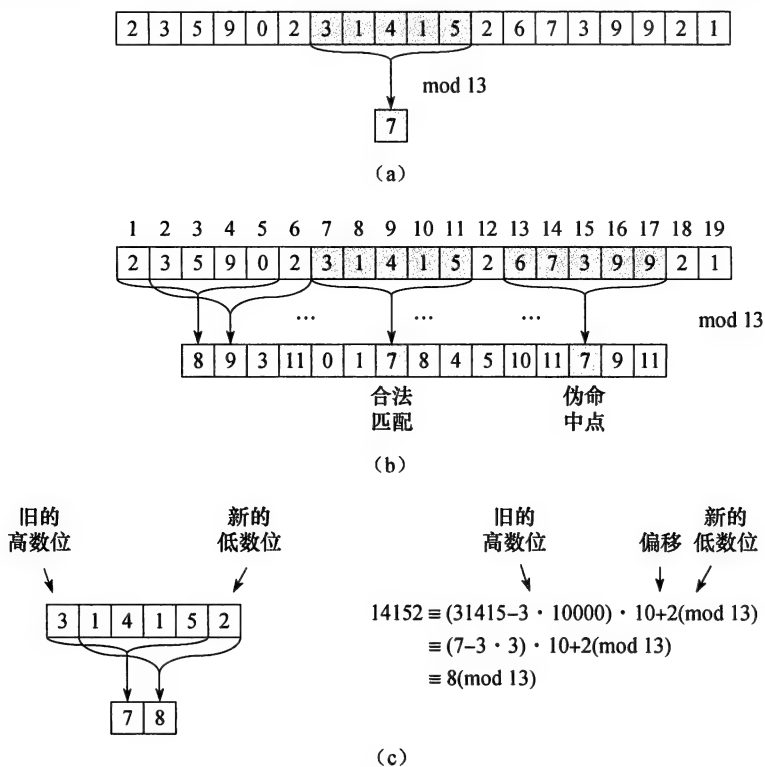 2 3 5 9 0 2 3 1 4 1 5 2 6 7 3 9 9 2 1
mod 13
7
（a）
1 2 3 4 5 6 7 8 9 10 11 12 13 14 15 16 17 18 19
2 3 5 9 0 2 3 1 4 1 5 2 6 7 3 9 9 2 1
… … …
mod 13
8 9 3 11 0 1 7 8 4 5 10 11 7 9 11
合法
匹配
伪命
中点
（b）
旧的
高数位
新的
低数位
3 1 4 1 5 2
7 8
旧的
高数位
偏移
新的
低数位
14152≡(31415–3・10000)・10+2(mod 13)
≡(7–3・3)・10+2(mod 13)
≡8(mod 13)
（c）